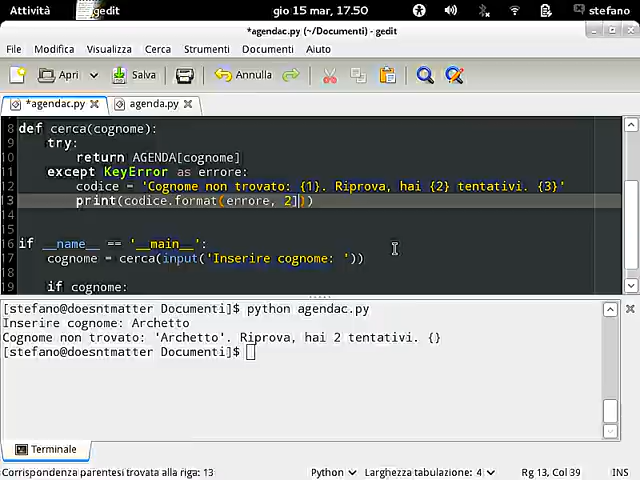 Attività
gedit
gio 15 mar, 17.50
stefano
*agendac.py (~/Documenti) - gedit
File Modifica Visualizza Cerca Strumenti Documenti Aiuto
Apri Salva Annulla
*agendac.py agenda.py
8 def cerca(cognome):
9 try:
10 return AGENDA[cognome]
11 except KeyError as errore:
12 codice = 'Cognome non trovato: {1}. Riprova, hai {2} tentativi. {3}'
13 print(codice.format(errore, 2]))
14
15
16 if __name__ == '__main__':
17 cognome = cerca(input('Inserire cognome: '))
18
19 if cognome:
[stefano@doesntmatter Documenti]$ python agendac.py
Inserire cognome: Archetto
Cognome non trovato: 'Archetto'. Riprova, hai 2 tentativi. {}
[stefano@doesntmatter Documenti]$
Terminale
Corrispondenza parentesi trovata alla riga: 13 Python Larghezza tabulazione: 4 Rg 13, Col 39 INS